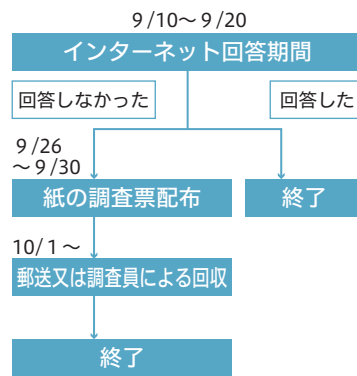 9/10～9/20
インターネット回答期間
回答しなかった
回答した
9/26
～9/30
紙の調査票配布
終了
10/1～
郵送又は調査員による回収
終了